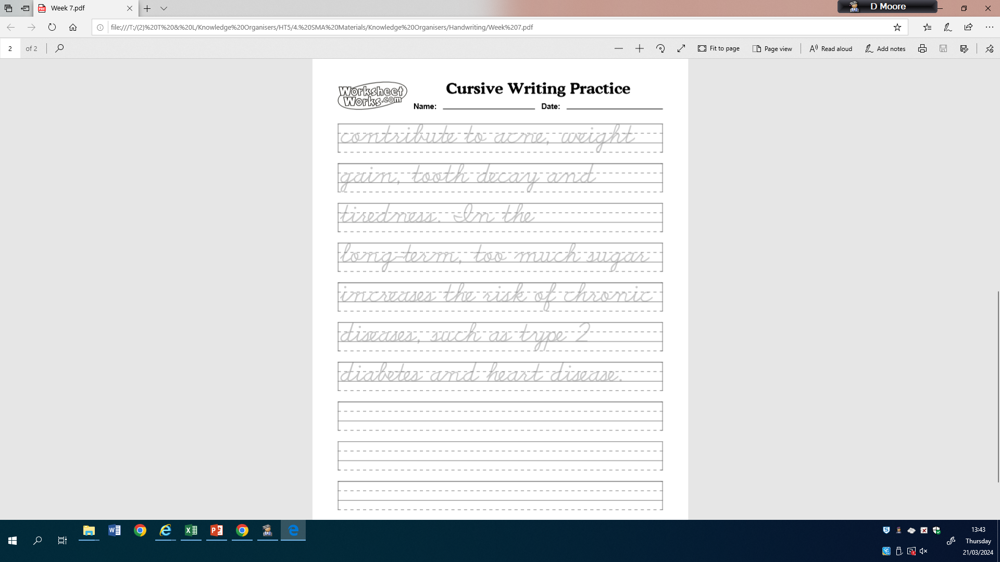 Week 7.pdf
D Moore
file:///T:/(2)%20T%20&%20L/Knowledge%20Organisers/HT5/4.%20SMA%20Materials/Knowledge%20Organisers/Handwriting/Week%207.pdf
2 of 2
Fit to page
Page view
Read aloud
Add notes
Worksheet
Works.com
Cursive Writing Practice
Name:
Date:
contribute to acne, weight
gain, tooth decay and
tiredness. In the
long-term, too much sugar
increases the risk of chronic
diseases, such as type 2
diabetes and heart disease.
13:43
Thursday
21/03/2024